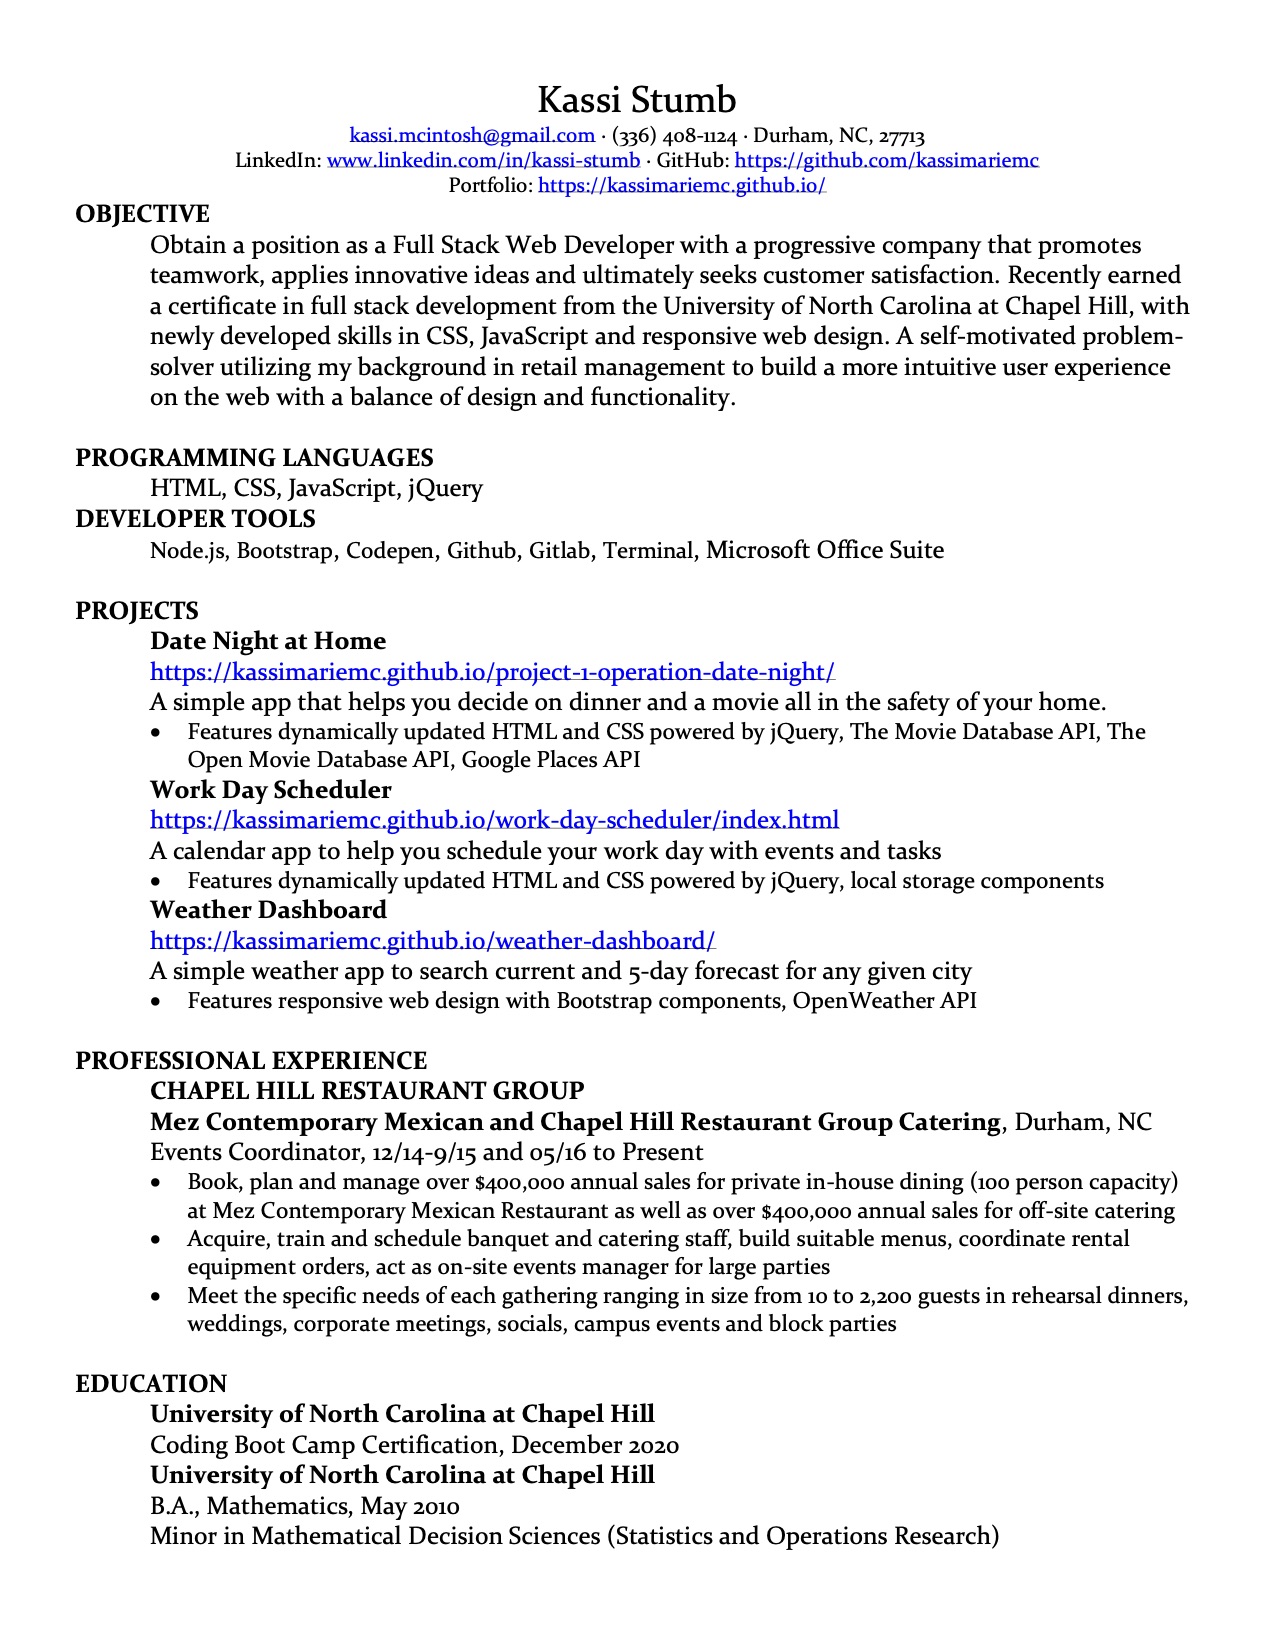 Kassi Stumb
kassi.mcintosh@gmail.com · (336) 408-1124 · Durham, NC, 27713
LinkedIn: www.linkedin.com/in/kassi-stumb · GitHub: https://github.com/kassimariemc
Portfolio: https://kassimariemc.github.io/
OBJECTIVE
Obtain a position as a Full Stack Web Developer with a progressive company that promotes
teamwork, applies innovative ideas and ultimately seeks customer satisfaction. Recently earned
a certificate in full stack development from the University of North Carolina at Chapel Hill, with
newly developed skills in CSS, JavaScript and responsive web design. A self-motivated problem-
solver utilizing my background in retail management to build a more intuitive user experience
on the web with a balance of design and functionality.
PROGRAMMING LANGUAGES
HTML, CSS, JavaScript, jQuery
DEVELOPER TOOLS
Node.js, Bootstrap, Codepen, Github, Gitlab, Terminal, Microsoft Office Suite
PROJECTS
Date Night at Home
https://kassimariemc.github.io/project-1-operation-date-night/
A simple app that helps you decide on dinner and a movie all in the safety of your home.
• Features dynamically updated HTML and CSS powered by jQuery, The Movie Database API, The
Open Movie Database API, Google Places API
Work Day Scheduler
https://kassimariemc.github.io/work-day-scheduler/index.html
A calendar app to help you schedule your work day with events and tasks
• Features dynamically updated HTML and CSS powered by jQuery, local storage components
Weather Dashboard
https://kassimariemc.github.io/weather-dashboard/
A simple weather app to search current and 5-day forecast for any given city
• Features responsive web design with Bootstrap components, OpenWeather API
PROFESSIONAL EXPERIENCE
CHAPEL HILL RESTAURANT GROUP
Mez Contemporary Mexican and Chapel Hill Restaurant Group Catering, Durham, NC
Events Coordinator, 12/14-9/15 and 05/16 to Present
• Book, plan and manage over $400,000 annual sales for private in-house dining (100 person capacity)
at Mez Contemporary Mexican Restaurant as well as over $400,000 annual sales for off-site catering
• Acquire, train and schedule banquet and catering staff, build suitable menus, coordinate rental
equipment orders, act as on-site events manager for large parties
• Meet the specific needs of each gathering ranging in size from 10 to 2,200 guests in rehearsal dinners,
weddings, corporate meetings, socials, campus events and block parties
EDUCATION
University of North Carolina at Chapel Hill
Coding Boot Camp Certification, December 2020
University of North Carolina at Chapel Hill
B.A., Mathematics, May 2010
Minor in Mathematical Decision Sciences (Statistics and Operations Research)